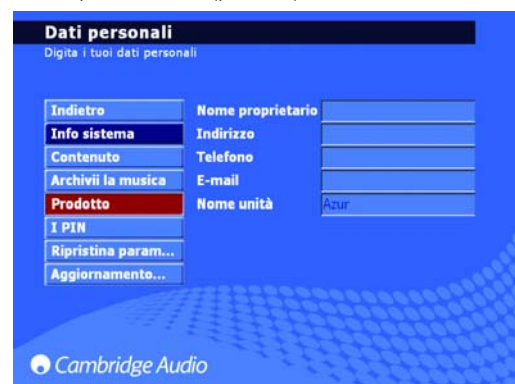 Dati personali
Digita i tuoi dati personali
Indietro
Nome proprietario
Info sistema
Indirizzo
Contenuto
Telefono
Archivii la musica
E-mail
Prodotto
Nome unità
Azur
I PIN
Ripristina param...
Aggiornamento...
Cambridge Audio